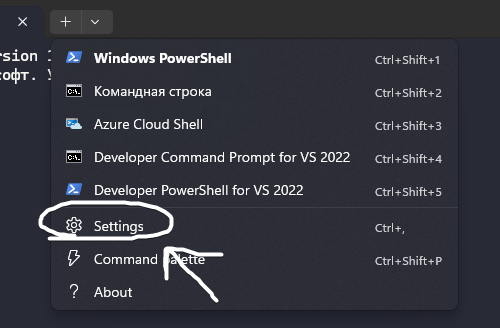 rsion 1
софт.
Windows PowerShell Ctrl+Shift+1
Командная строка Ctrl+Shift+2
Azure Cloud Shell Ctrl+Shift+3
Developer Command Prompt for VS 2022 Ctrl+Shift+4
Developer PowerShell for VS 2022 Ctrl+Shift+5
Settings Ctrl+,
Command palette Ctrl+Shift+P
About